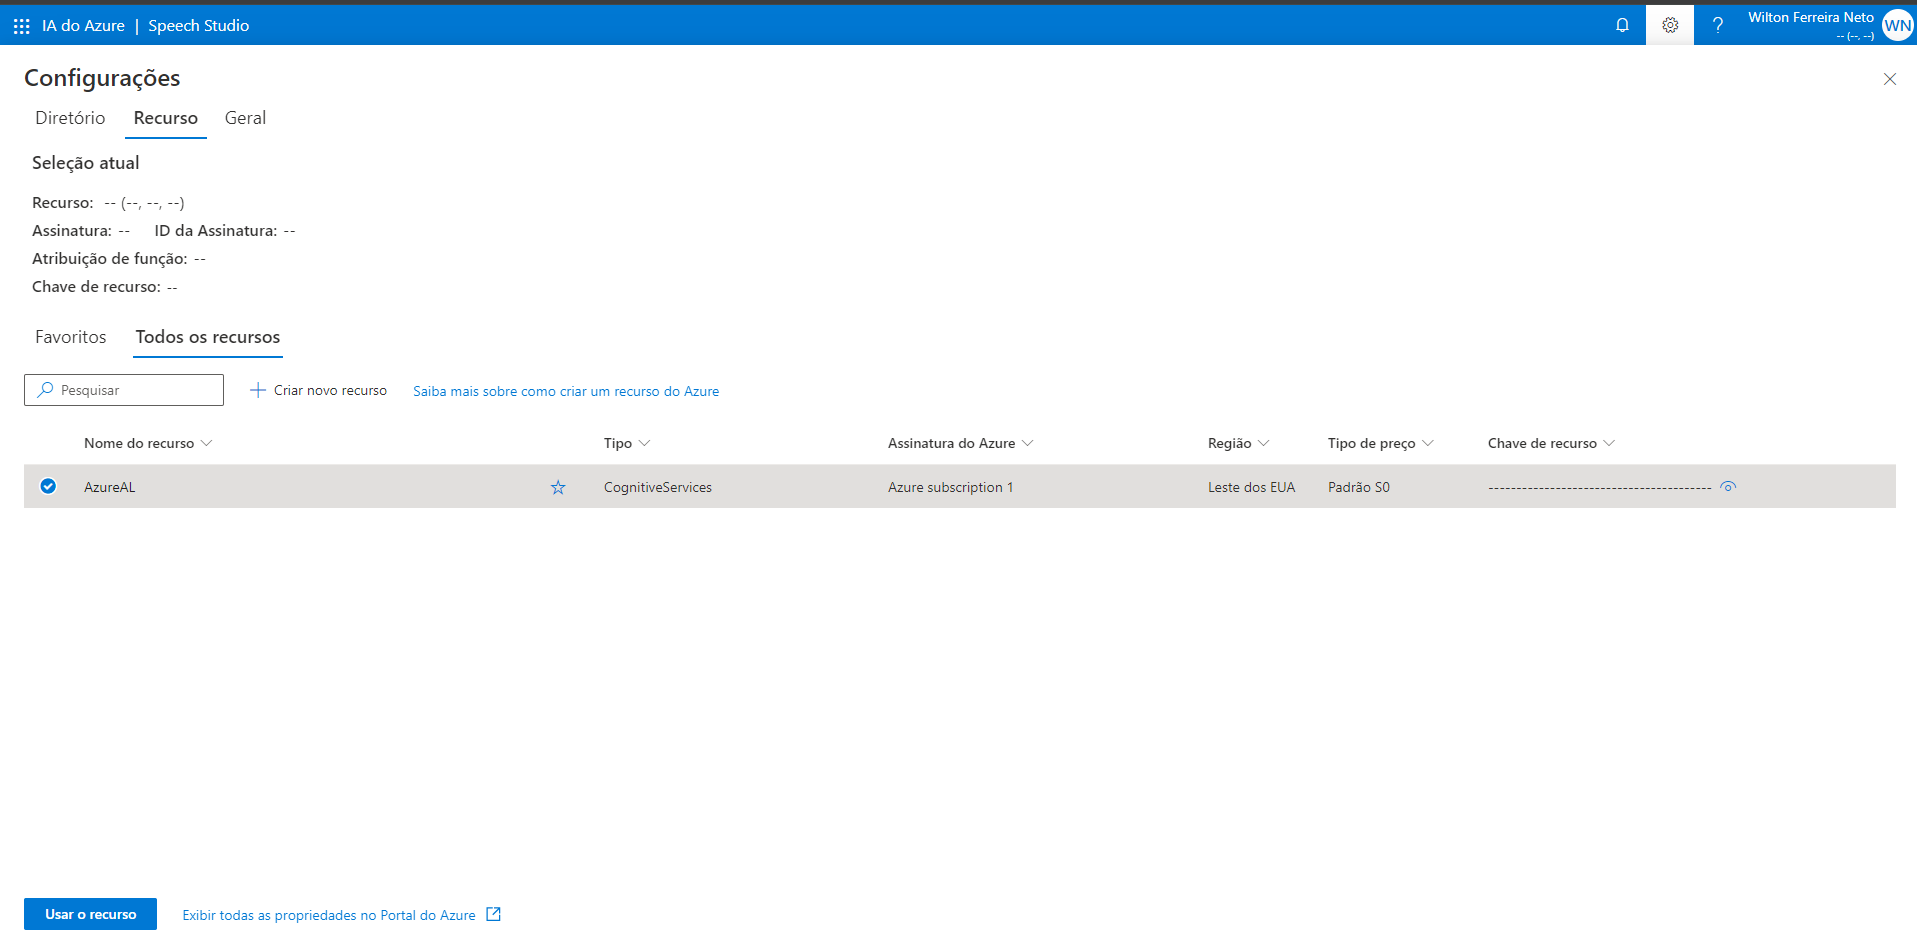 IA do Azure | Speech Studio
? Wilton Ferreira Neto
-- (--, --)
WN
Configurações
Diretório Recurso Geral
Seleção atual
Recurso: -- (--, --, --)
Assinatura: -- ID da Assinatura: --
Atribuição de função: --
Chave de recurso: --
Favoritos Todos os recursos
Pesquisar Criar novo recurso Saiba mais sobre como criar um recurso do Azure
Nome do recurso Tipo Assinatura do Azure Região Tipo de preço Chave de recurso
AzureAL CognitiveServices Azure subscription 1 Leste dos EUA Padrão S0 ----------------------------------------
Usar o recurso Exibir todas as propriedades no Portal do Azure